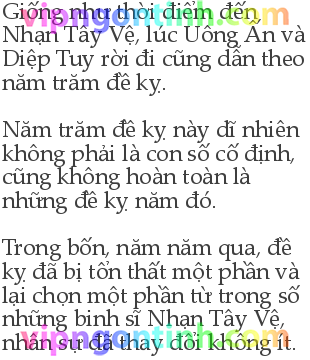 Giống như thời điểm đến
Nhạn Tây Vệ, lúc Uông Ấn và
Diệp Tuy rời đi cũng dẫn theo
năm trăm đề kỵ.
Năm trăm đề kỵ này dĩ nhiên
không phải là con số cố định,
cũng không hoàn toàn là
những đề kỵ năm đó.
Trong bốn, năm năm qua, đề
kỵ đã bị tổn thất một phần và
lại chọn một phần từ trong số
những binh sĩ Nhạn Tây Vệ,
nhân sự đã thay đổi không ít.
vipngontinh.com
vipngontinh.com